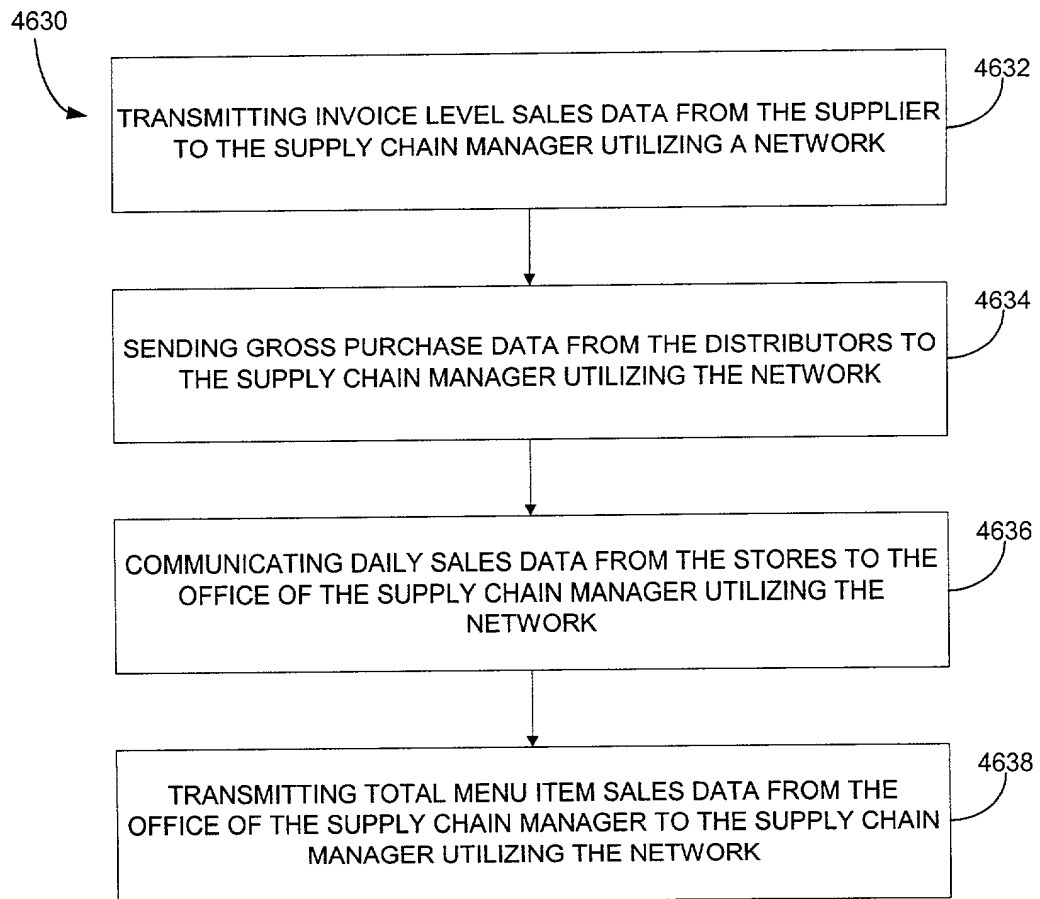 4630
4632
TRANSMITTING INVOICE LEVEL SALES DATA FROM THE SUPPLIER
TO THE SUPPLY CHAIN MANAGER UTILIZING A NETWORK
4634
SENDING GROSS PURCHASE DATA FROM THE DISTRIBUTORS TO
THE SUPPLY CHAIN MANAGER UTILIZING THE NETWORK
4636
COMMUNICATING DAILY SALES DATA FROM THE STORES TO THE
OFFICE OF THE SUPPLY CHAIN MANAGER UTILIZING THE
NETWORK
4638
TRANSMITTING TOTAL MENU ITEM SALES DATA FROM THE
OFFICE OF THE SUPPLY CHAIN MANAGER TO THE SUPPLY CHAIN
MANAGER UTILIZING THE NETWORK